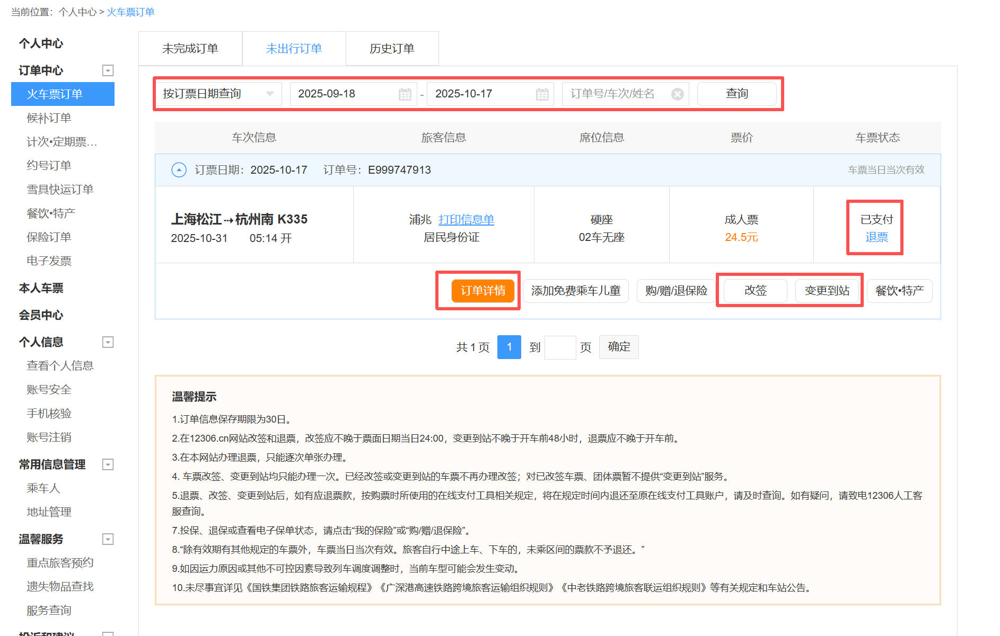 当前位置：个人中心 > 火车票订单
个人中心
订单中心
火车票订单
候补订单
计次•定期票...
约号订单
雪具快运订单
餐饮•特产
保险订单
电子发票
本人车票
会员中心
个人信息
查看个人信息
账号安全
手机核验
账号注销
常用信息管理
乘车人
地址管理
温馨服务
重点旅客预约
遗失物品查找
服务查询
投诉和建议
未完成订单 未出行订单 历史订单
按订票日期查询 2025-09-18 - 2025-10-17 订单号/车次/姓名 查询
车次信息 旅客信息 席位信息 票价 车票状态
订票日期：2025-10-17 订单号：E999747913 车票当日当次有效
上海松江⇢杭州南 K335
2025-10-31 05:14 开
浦兆 打印信息单
居民身份证
硬座
02车无座
成人票
24.5元
已支付
退票
订单详情 添加免费乘车儿童 购/赠/退保险 改签 变更到站 餐饮•特产
共 1 页 1 到 页 确定
温馨提示
1.订单信息保存期限为30日。
2.在12306.cn网站改签和退票，改签应不晚于票面日期当日24:00，变更到站不晚于开车前48小时，退票应不晚于开车前。
3.在本网站办理退票，只能逐次单张办理。
4. 车票改签、变更到站均只能办理一次。已经改签或变更到站的车票不再办理改签；对已改签车票、团体票暂不提供“变更到站”服务。
5.退票、改签、变更到站后，如有应退票款，按购票时所使用的在线支付工具相关规定，将在规定时间内退还至原在线支付工具账户，请及时查询。如有疑问，请致电12306人工客
服查询。
7.投保、退保或查看电子保单状态，请点击“我的保险”或“购/赠/退保险”。
8.“除有效期有其他规定的车票外，车票当日当次有效。旅客自行中途上车、下车的，未乘区间的票款不予退还。”
9.如因运力原因或其他不可控因素导致列车调度调整时，当前车型可能会发生变动。
10.未尽事宜详见《国铁集团铁路旅客运输规程》《广深港高速铁路跨境旅客运输组织规则》《中老铁路跨境旅客联运组织规则》等有关规定和车站公告。